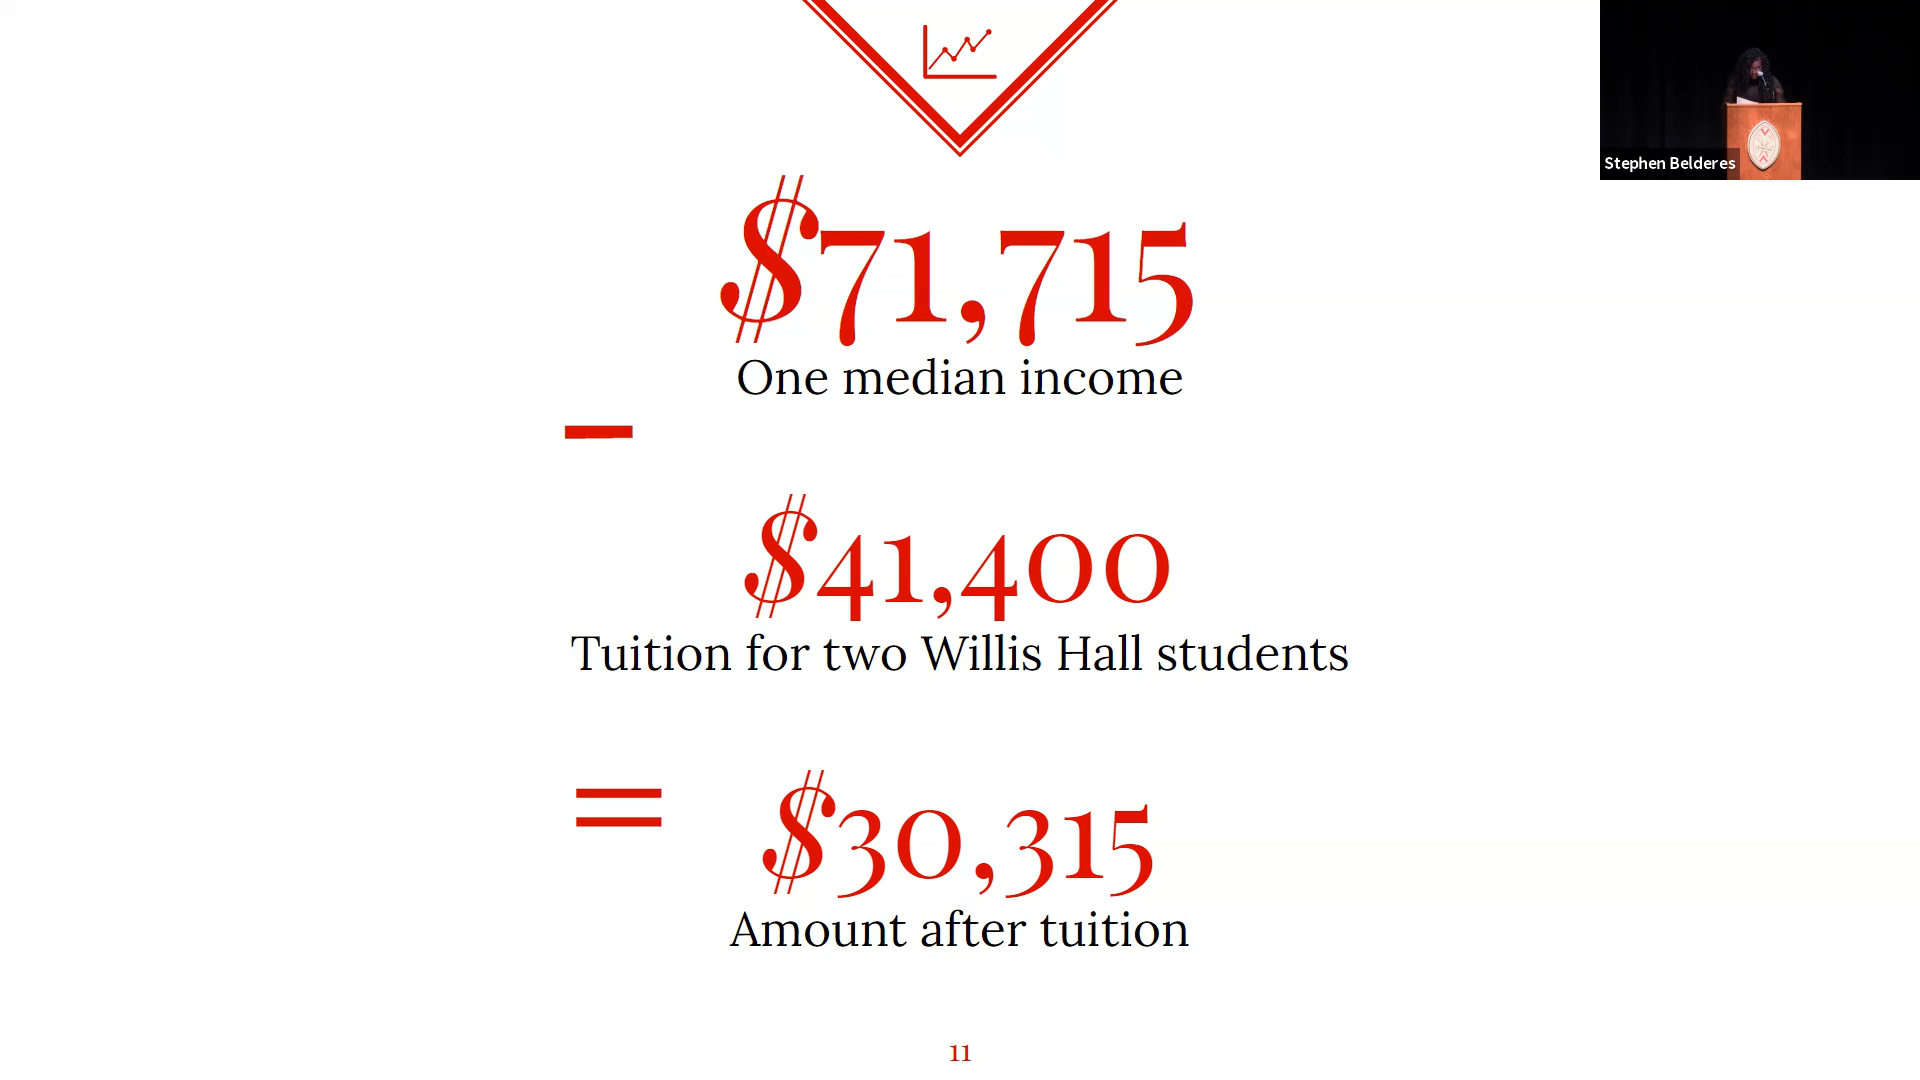 Stephen Belderes
$71,715
One median income
–
$41,400
Tuition for two Willis Hall students
= $30,315
Amount after tuition
11